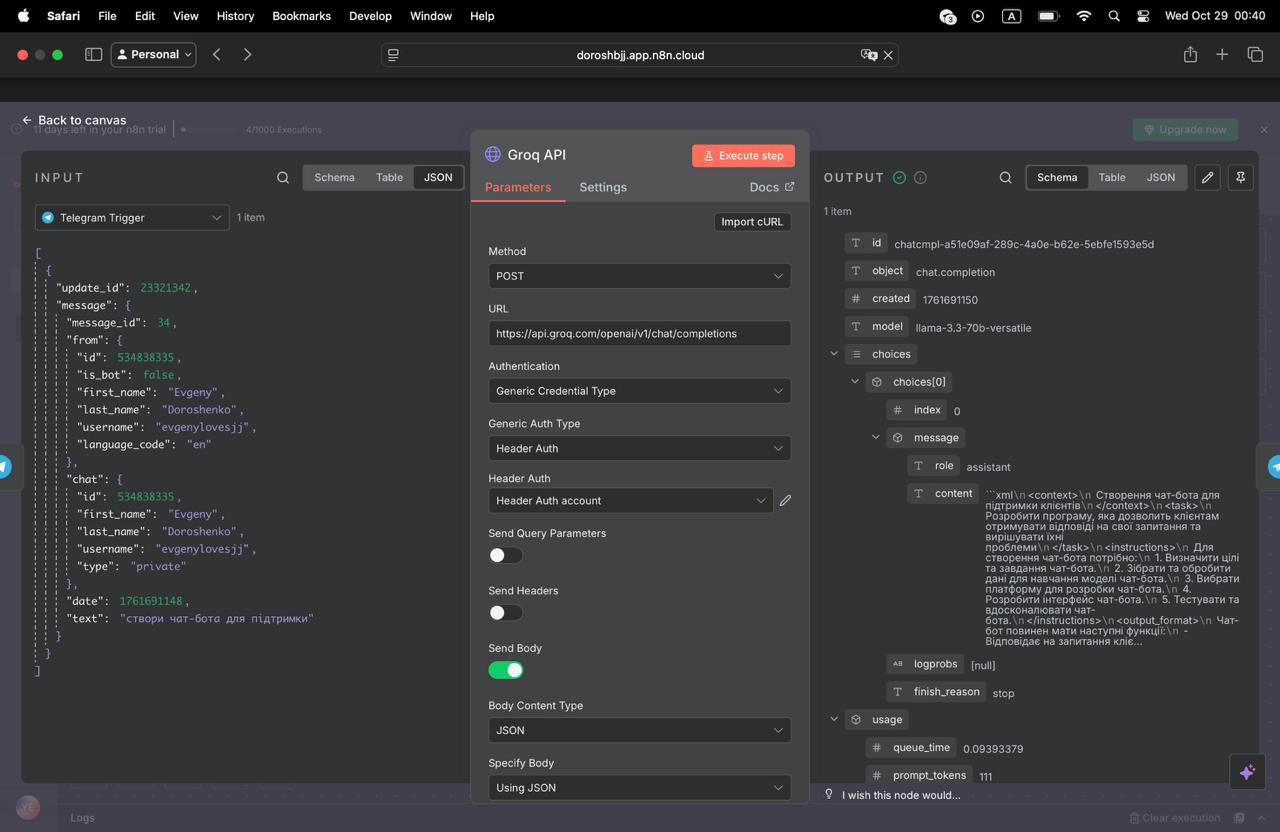 Safari File Edit View History Bookmarks Develop Window Help
3 A Wed Oct 29 00:40
Personal
doroshbjj.app.n8n.cloud
Back to canvas
11 days left in your n8n trial 4/1000 Executions
Upgrade now
INPUT
Schema Table JSON
Telegram Trigger 1 item
[
{
"update_id": 23321342,
"message": {
"message_id": 34,
"from": {
"id": 534838335,
"is_bot": false,
"first_name": "Evgeny",
"last_name": "Doroshenko",
"username": "evgenylovesjj",
"language_code": "en"
},
"chat": {
"id": 534838335,
"first_name": "Evgeny",
"last_name": "Doroshenko",
"username": "evgenylovesjj",
"type": "private"
},
"date": 1761691148,
"text": "створи чат-бота для підтримки"
}
}
]
Groq API
Execute step
Parameters Settings Docs
Import cURL
Method
POST
URL
https://api.groq.com/openai/v1/chat/completions
Authentication
Generic Credential Type
Generic Auth Type
Header Auth
Header Auth
Header Auth account
Send Query Parameters
Send Headers
Send Body
Body Content Type
JSON
Specify Body
Using JSON
OUTPUT
Schema Table JSON
1 item
T id chatcmpl-a51e09af-289c-4a0e-b62e-5ebfe1593e5d
T object chat.completion
# created 1761691150
T model llama-3.3-70b-versatile
choices
choices[0]
# index 0
message
T role assistant
T content ```xml\n<context>\n Створення чат-бота для
підтримки клієнтів\n</context>\n<task>\n
Розробити програму, яка дозволить клієнтам
отримувати відповіді на свої запитання та
вирішувати їхні
проблеми\n</task>\n<instructions>\n Для
створення чат-бота потрібно:\n 1. Визначити цілі
та завдання чат-бота.\n 2. Зібрати та обробити
дані для навчання моделі чат-бота.\n 3. Вибрати
платформу для розробки чат-бота.\n 4.
Розробити інтерфейс чат-бота.\n 5. Тестувати та
вдосконалювати чат-
бота.\n</instructions>\n<output_format>\n Чат-
бот повинен мати наступні функції:\n -
Відповідає на запитання кліє...
AB logprobs [null]
T finish_reason stop
usage
# queue_time 0.09393379
# prompt_tokens 111
I wish this node would...
YE
Logs
Clear execution